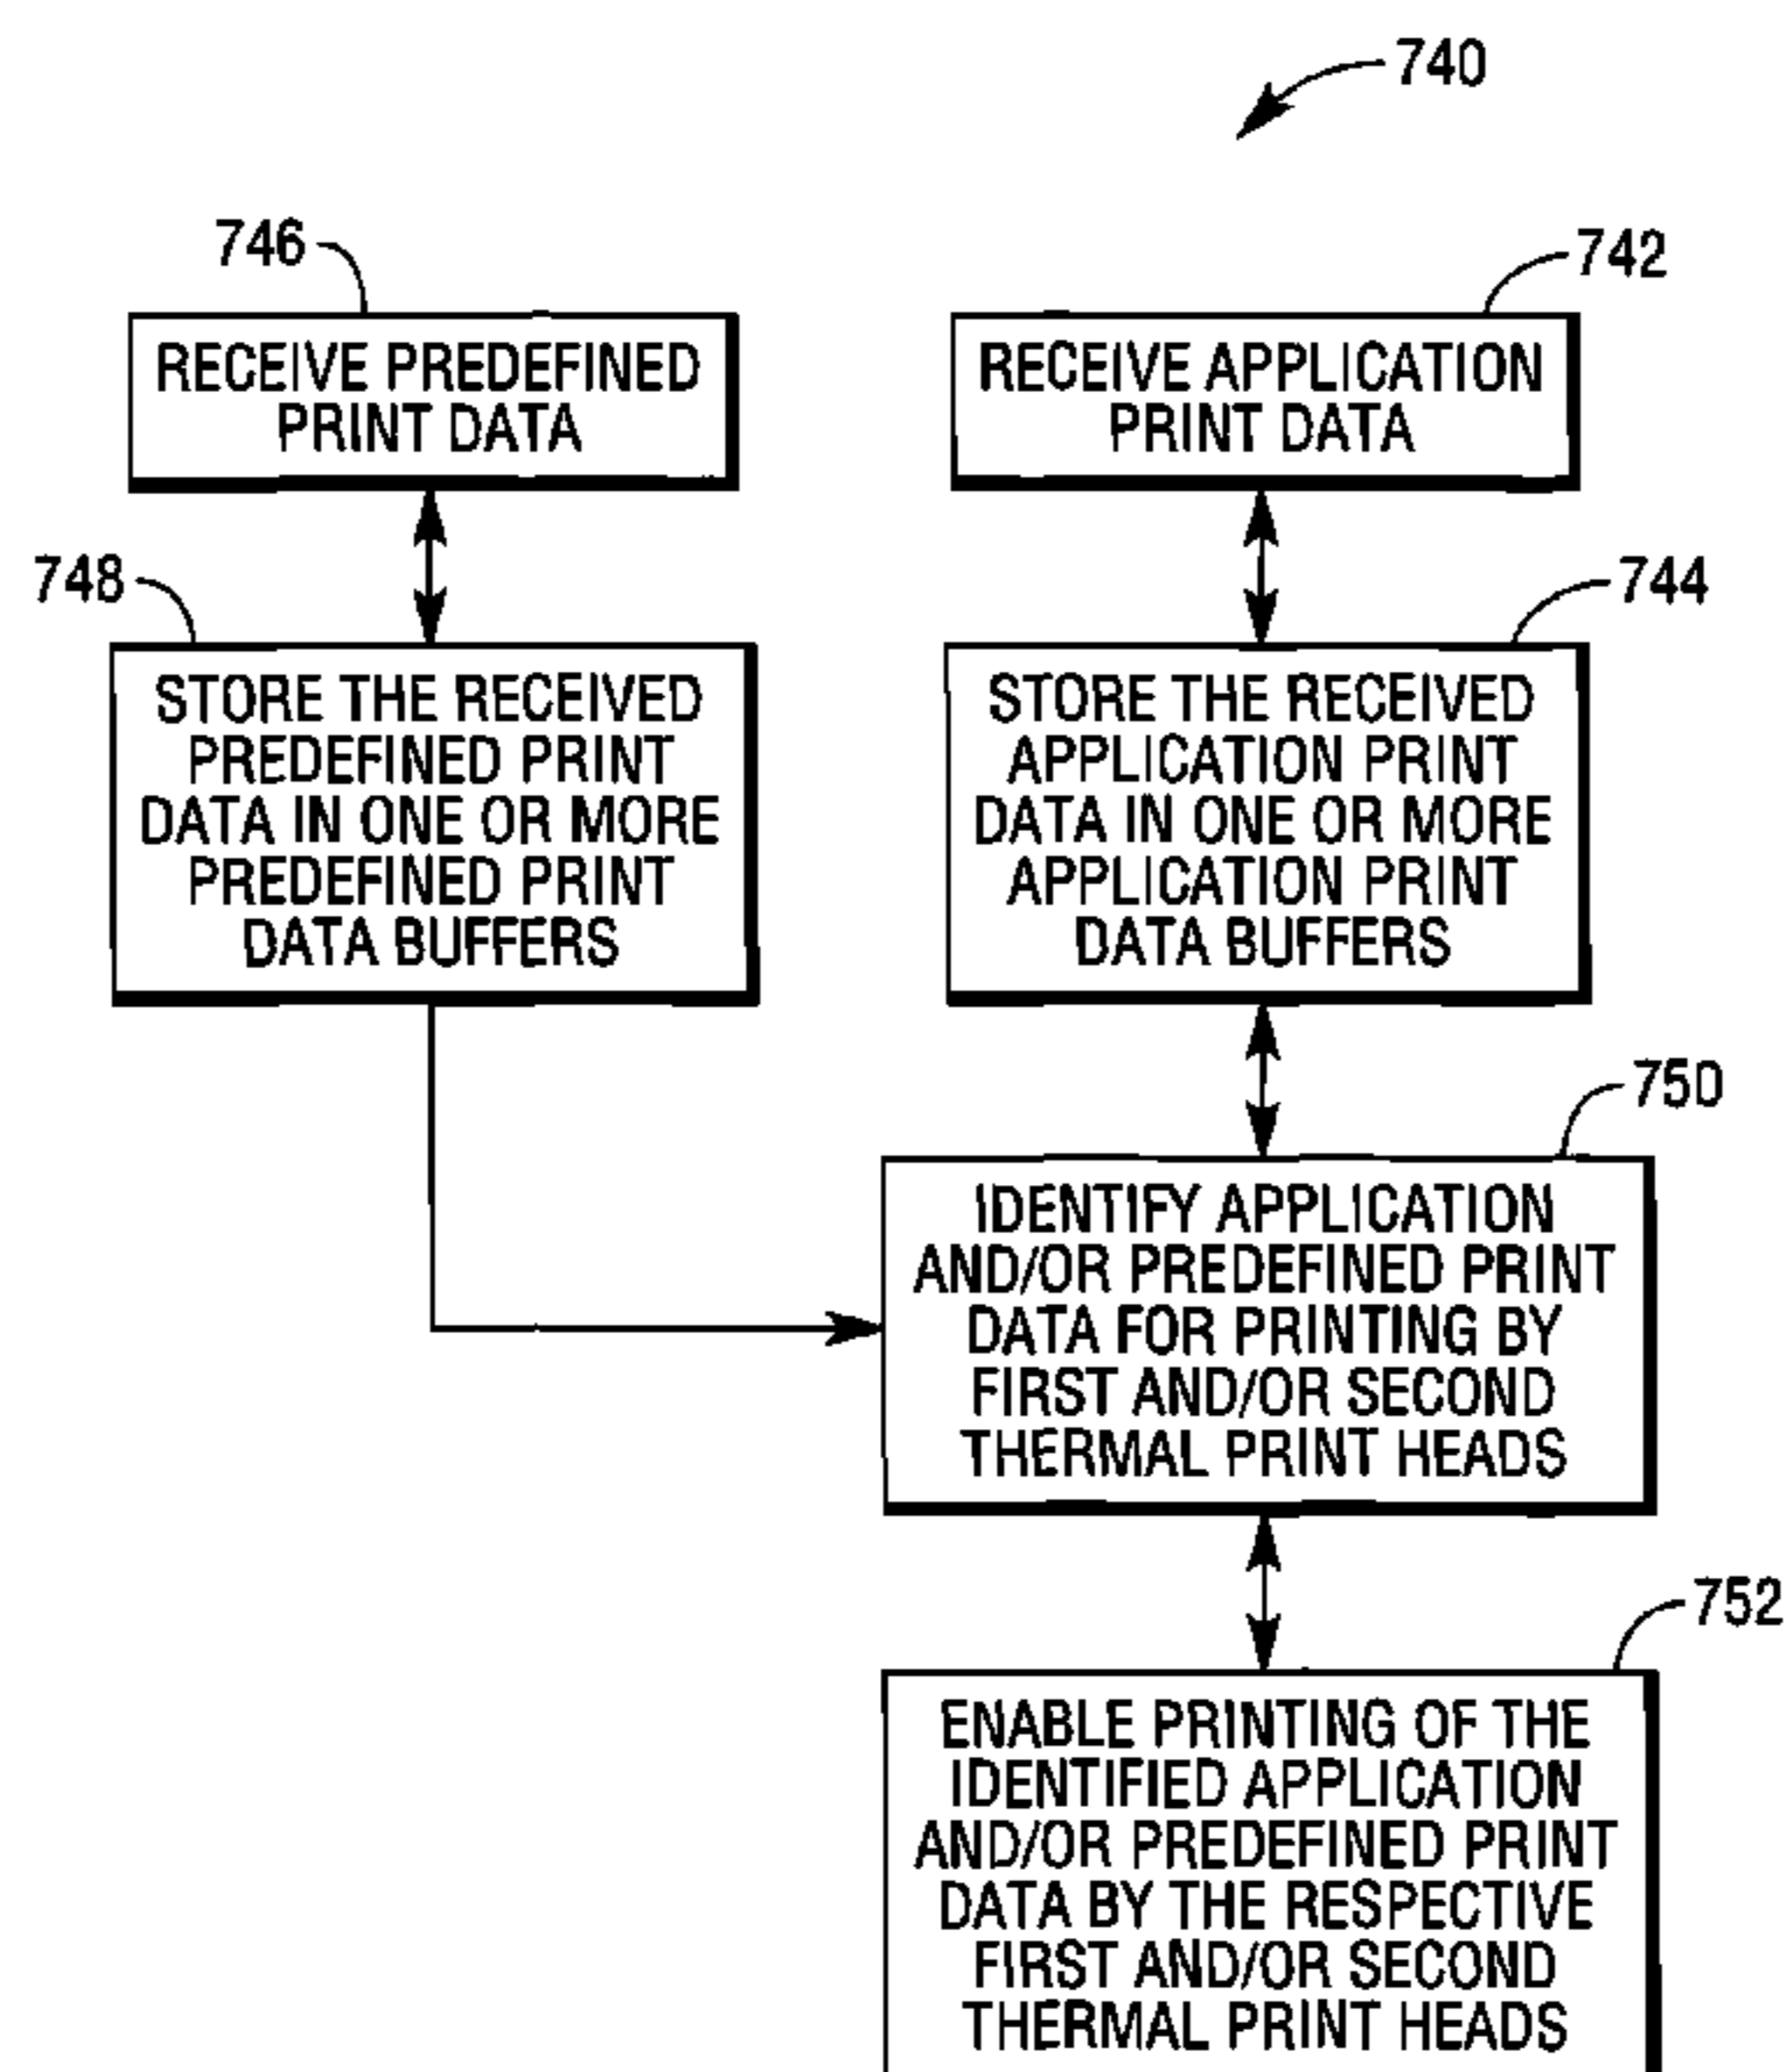 740
746
742
RECEIVE PREDEFINED
PRINT DATA
RECEIVE APPLICATION
PRINT DATA
748
744
STORE THE RECEIVED
PREDEFINED PRINT
DATA IN ONE OR MORE
PREDEFINED PRINT
DATA BUFFERS
STORE THE RECEIVED
APPLICATION PRINT
DATA IN ONE OR MORE
APPLICATION PRINT
DATA BUFFERS
750
IDENTIFY APPLICATION
AND/OR PREDEFINED PRINT
DATA FOR PRINTING BY
FIRST AND/OR SECOND
THERMAL PRINT HEADS
752
ENABLE PRINTING OF THE
IDENTIFIED APPLICATION
AND/OR PREDEFINED PRINT
DATA BY THE RESPECTIVE
FIRST AND/OR SECOND
THERMAL PRINT HEADS